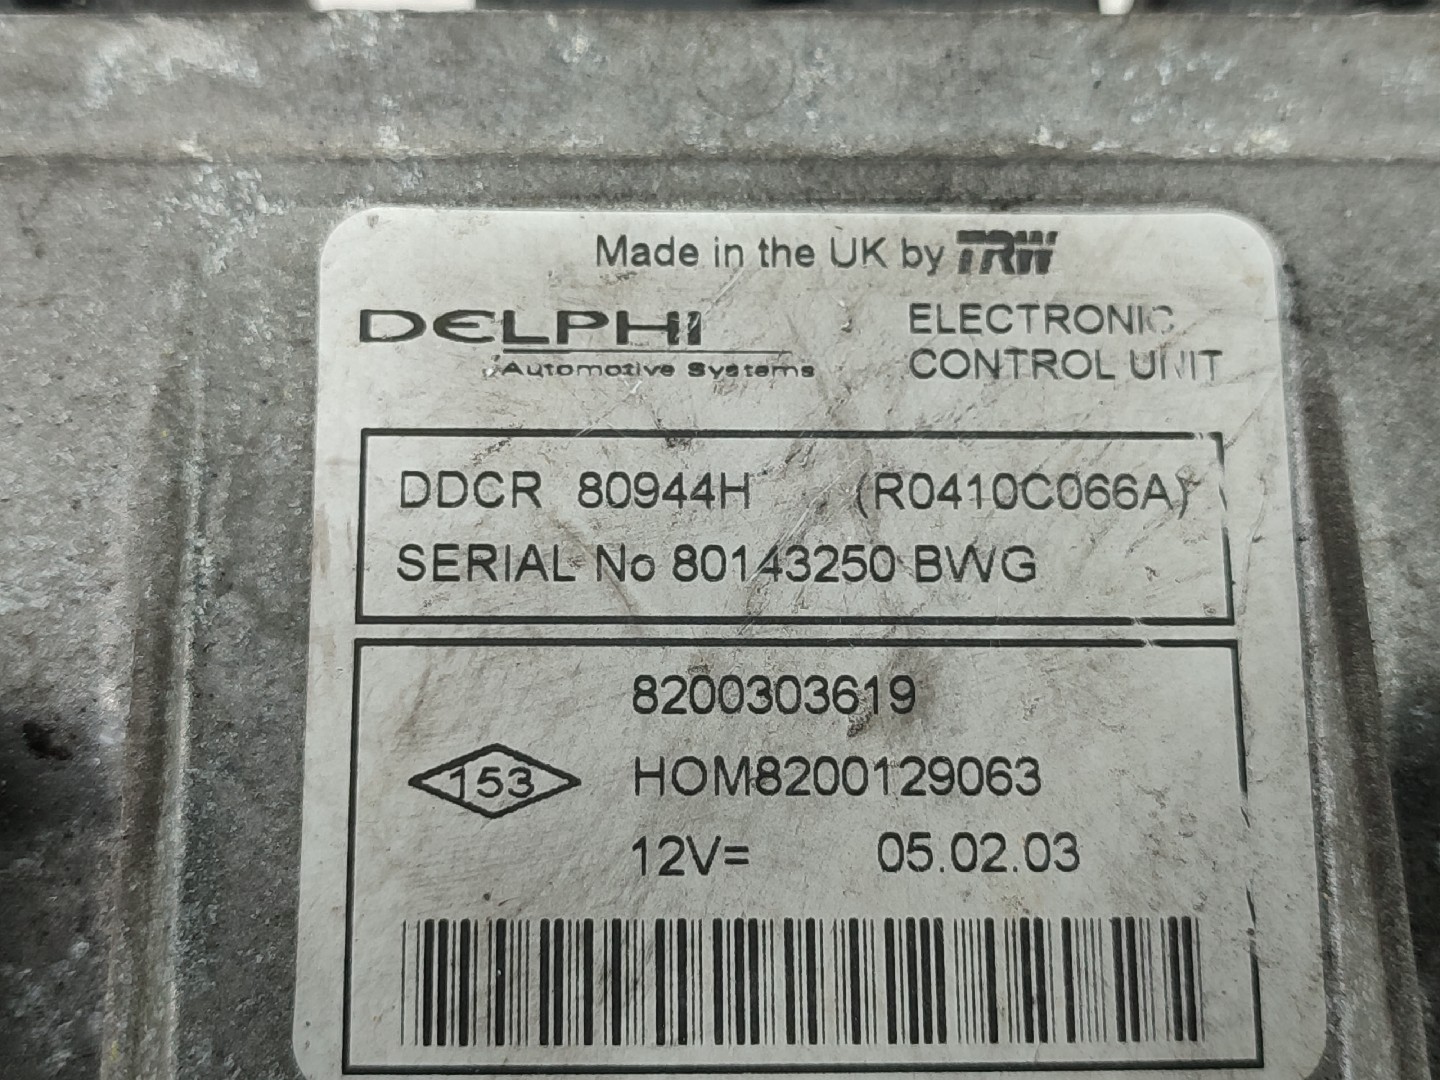 Made in the UK by TRW
DELPHI
Automotive Systems
ELECTRONIC
CONTROL UNIT
DDCR 80944H (R0410C066A)
SERIAL No 80143250 BWG
8200303619
153
HOM8200129063
12V= 05.02.03